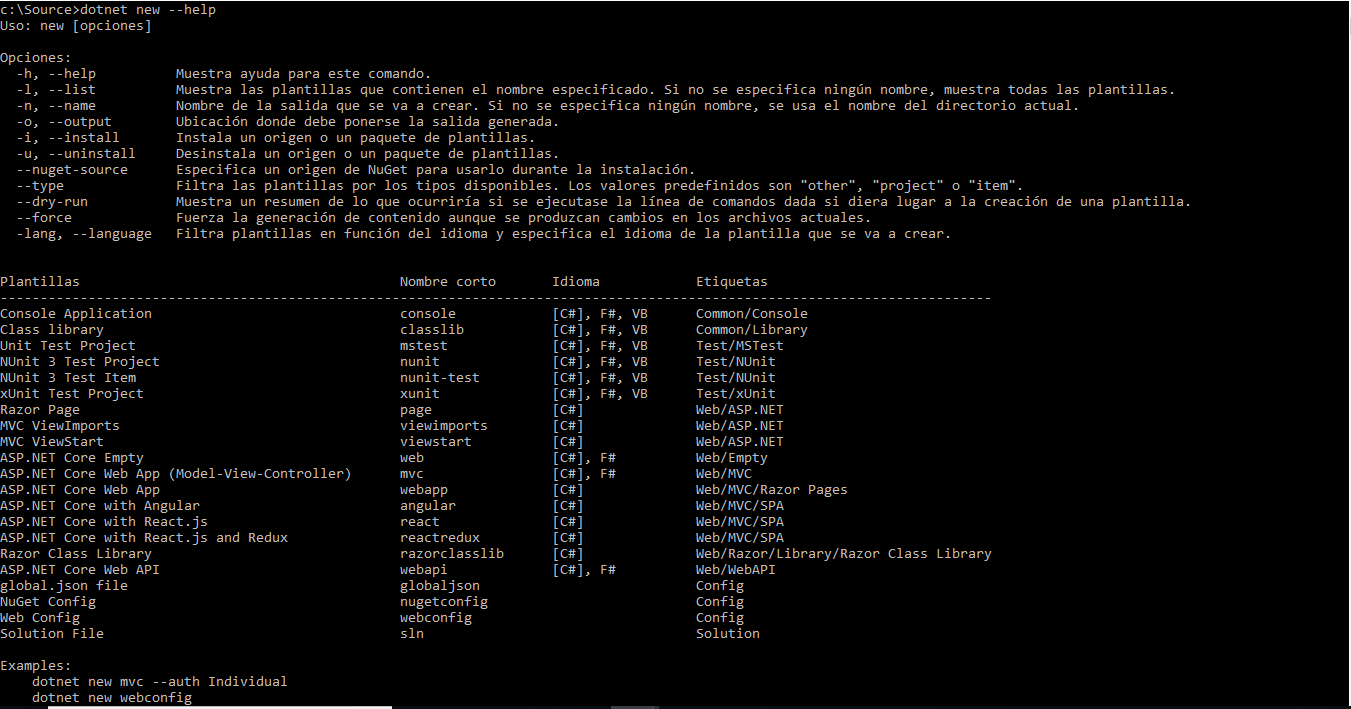 c:\Source>dotnet new --help
Uso: new [opciones]
Opciones:
-h, --help Muestra ayuda para este comando.
-l, --list Muestra las plantillas que contienen el nombre especificado. Si no se especifica ningún nombre, muestra todas las plantillas.
-n, --name Nombre de la salida que se va a crear. Si no se especifica ningún nombre, se usa el nombre del directorio actual.
-o, --output Ubicación donde debe ponerse la salida generada.
-i, --install Instala un origen o un paquete de plantillas.
-u, --uninstall Desinstala un origen o un paquete de plantillas.
--nuget-source Especifica un origen de NuGet para usarlo durante la instalación.
--type Filtra las plantillas por los tipos disponibles. Los valores predefinidos son "other", "project" o "item".
--dry-run Muestra un resumen de lo que ocurriría si se ejecutase la línea de comandos dada si diera lugar a la creación de una plantilla.
--force Fuerza la generación de contenido aunque se produzcan cambios en los archivos actuales.
-lang, --language Filtra plantillas en función del idioma y especifica el idioma de la plantilla que se va a crear.
Plantillas Nombre corto Idioma Etiquetas
----------------------------------------------------------------------------------------------------------------------------
Console Application console [C#], F#, VB Common/Console
Class library classlib [C#], F#, VB Common/Library
Unit Test Project mstest [C#], F#, VB Test/MSTest
NUnit 3 Test Project nunit [C#], F#, VB Test/NUnit
NUnit 3 Test Item nunit-test [C#], F#, VB Test/NUnit
xUnit Test Project xunit [C#], F#, VB Test/xUnit
Razor Page page [C#] Web/ASP.NET
MVC ViewImports viewimports [C#] Web/ASP.NET
MVC ViewStart viewstart [C#] Web/ASP.NET
ASP.NET Core Empty web [C#], F# Web/Empty
ASP.NET Core Web App (Model-View-Controller) mvc [C#], F# Web/MVC
ASP.NET Core Web App webapp [C#] Web/MVC/Razor Pages
ASP.NET Core with Angular angular [C#] Web/MVC/SPA
ASP.NET Core with React.js react [C#] Web/MVC/SPA
ASP.NET Core with React.js and Redux reactredux [C#] Web/MVC/SPA
Razor Class Library razorclasslib [C#] Web/Razor/Library/Razor Class Library
ASP.NET Core Web API webapi [C#], F# Web/WebAPI
global.json file globaljson Config
NuGet Config nugetconfig Config
Web Config webconfig Config
Solution File sln Solution
Examples:
dotnet new mvc --auth Individual
dotnet new webconfig